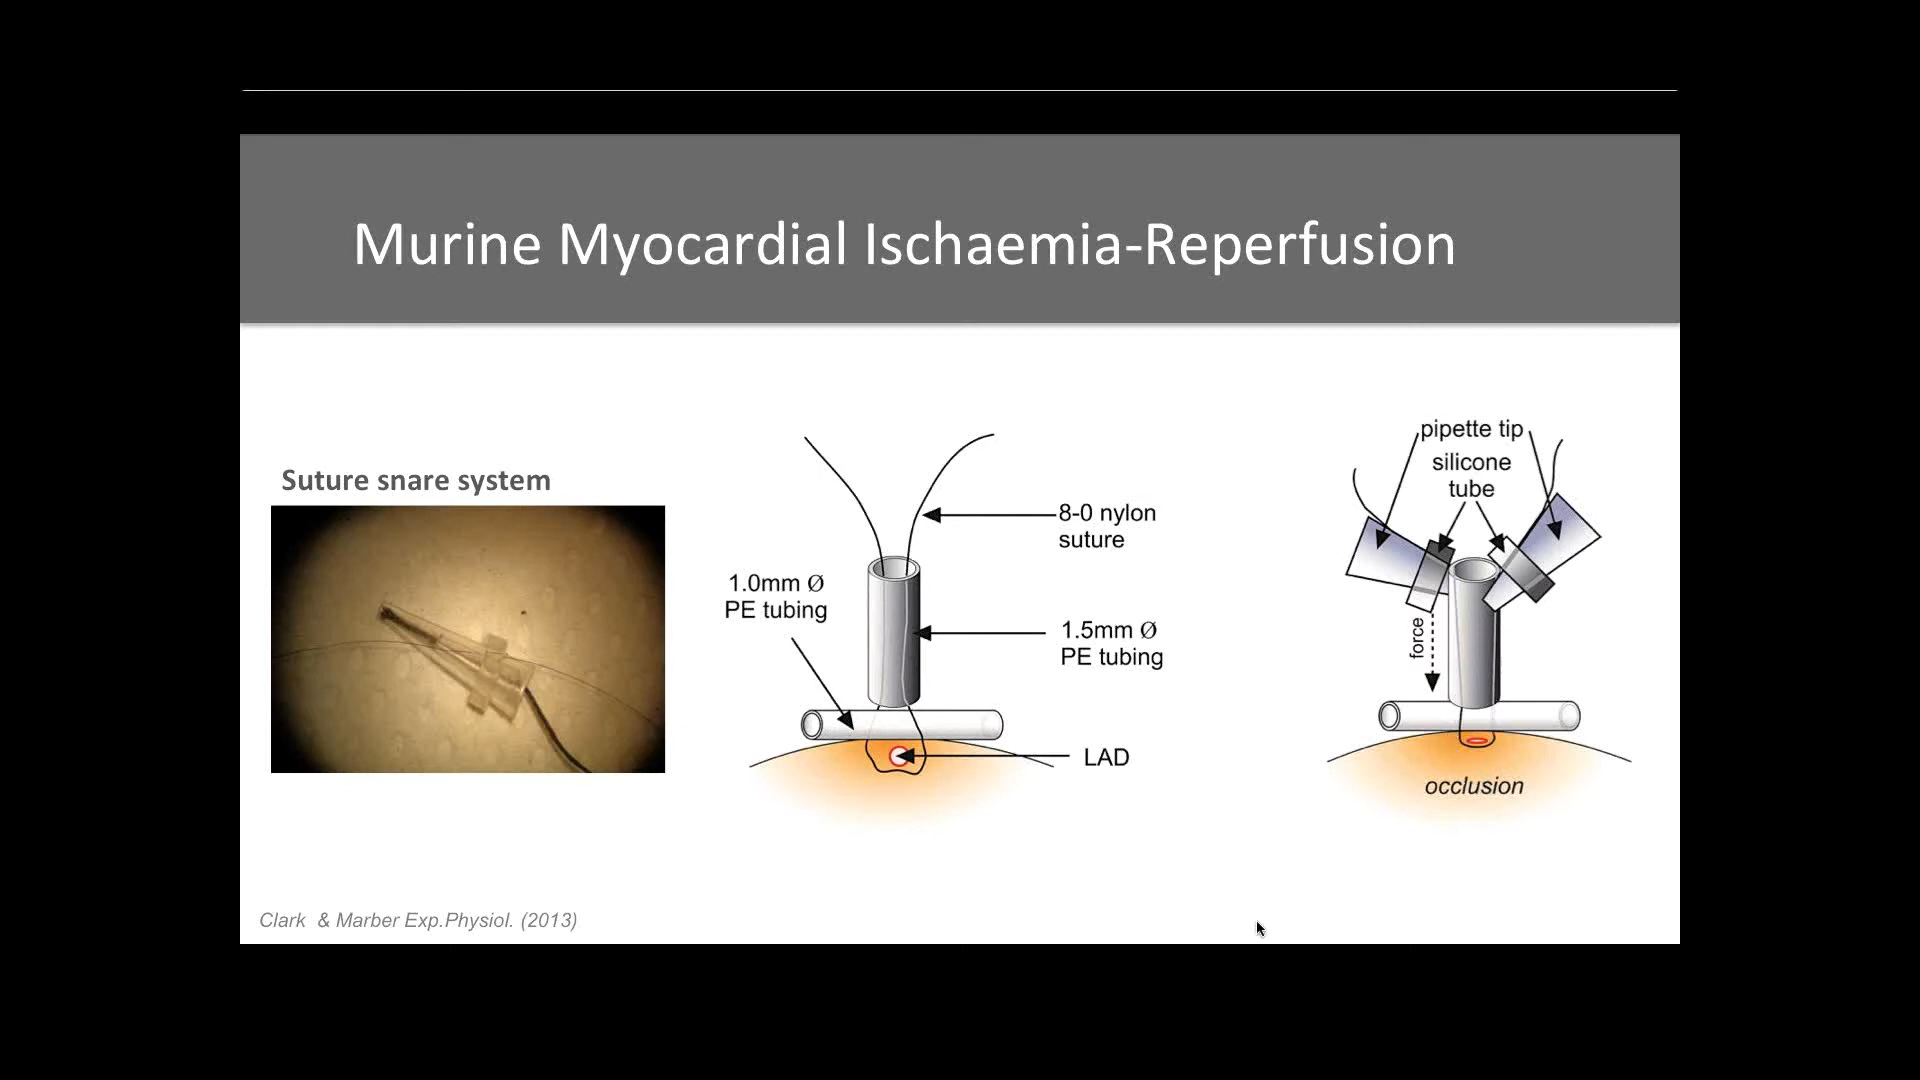 Murine Myocardial Ischaemia-Reperfusion
Suture snare system
8-0 nylon
suture
1.0mm Ø
PE tubing
1.5mm Ø
PE tubing
LAD
pipette tip
silicone
tube
force
occlusion
Clark & Marber Exp.Physiol. (2013)